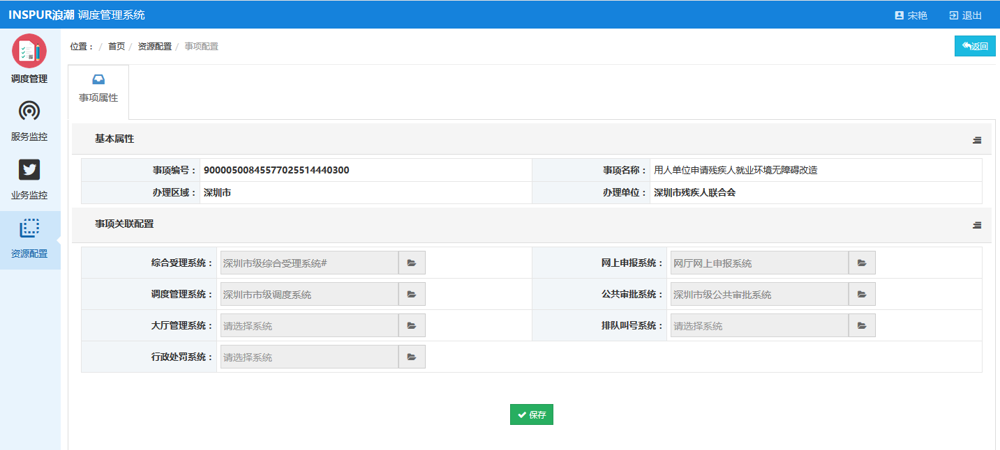 INSPUR浪潮 调度管理系统
宋艳 退出
位置： / 首页 / 资源配置 / 事项配置
返回
调度管理
服务监控
业务监控
资源配置
事项属性
基本属性
事项编号： 90000500845577025514440300 事项名称： 用人单位申请残疾人就业环境无障碍改造
办理区域： 深圳市 办理单位： 深圳市残疾人联合会
事项关联配置
综合受理系统： 深圳市级综合受理系统# 网上申报系统： 网厅网上申报系统
调度管理系统： 深圳市市级调度系统 公共审批系统： 深圳市级公共审批系统
大厅管理系统： 请选择系统 排队叫号系统： 请选择系统
行政处罚系统： 请选择系统
保存